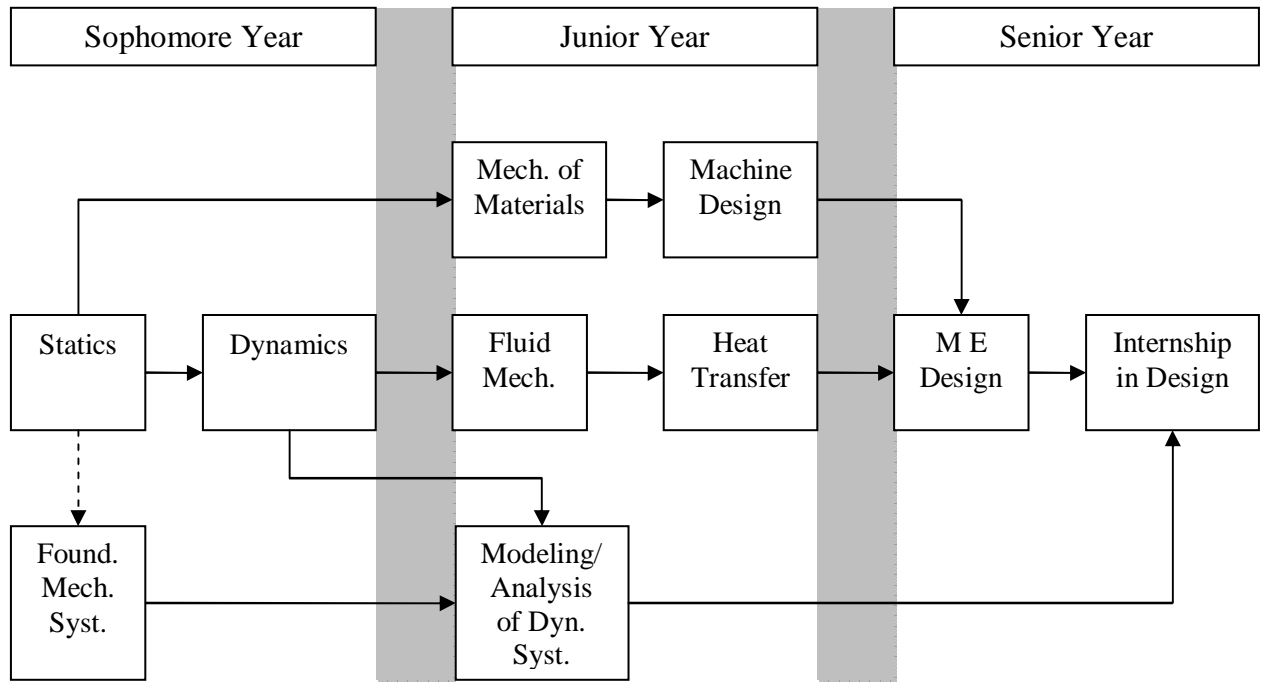 Sophomore Year
Junior Year
Senior Year
Mech. of
Materials
Machine
Design
Statics
Dynamics
Fluid
Mech.
Heat
Transfer
M E
Design
Internship
in Design
Found.
Mech.
Syst.
Modeling/
Analysis
of Dyn.
Syst.